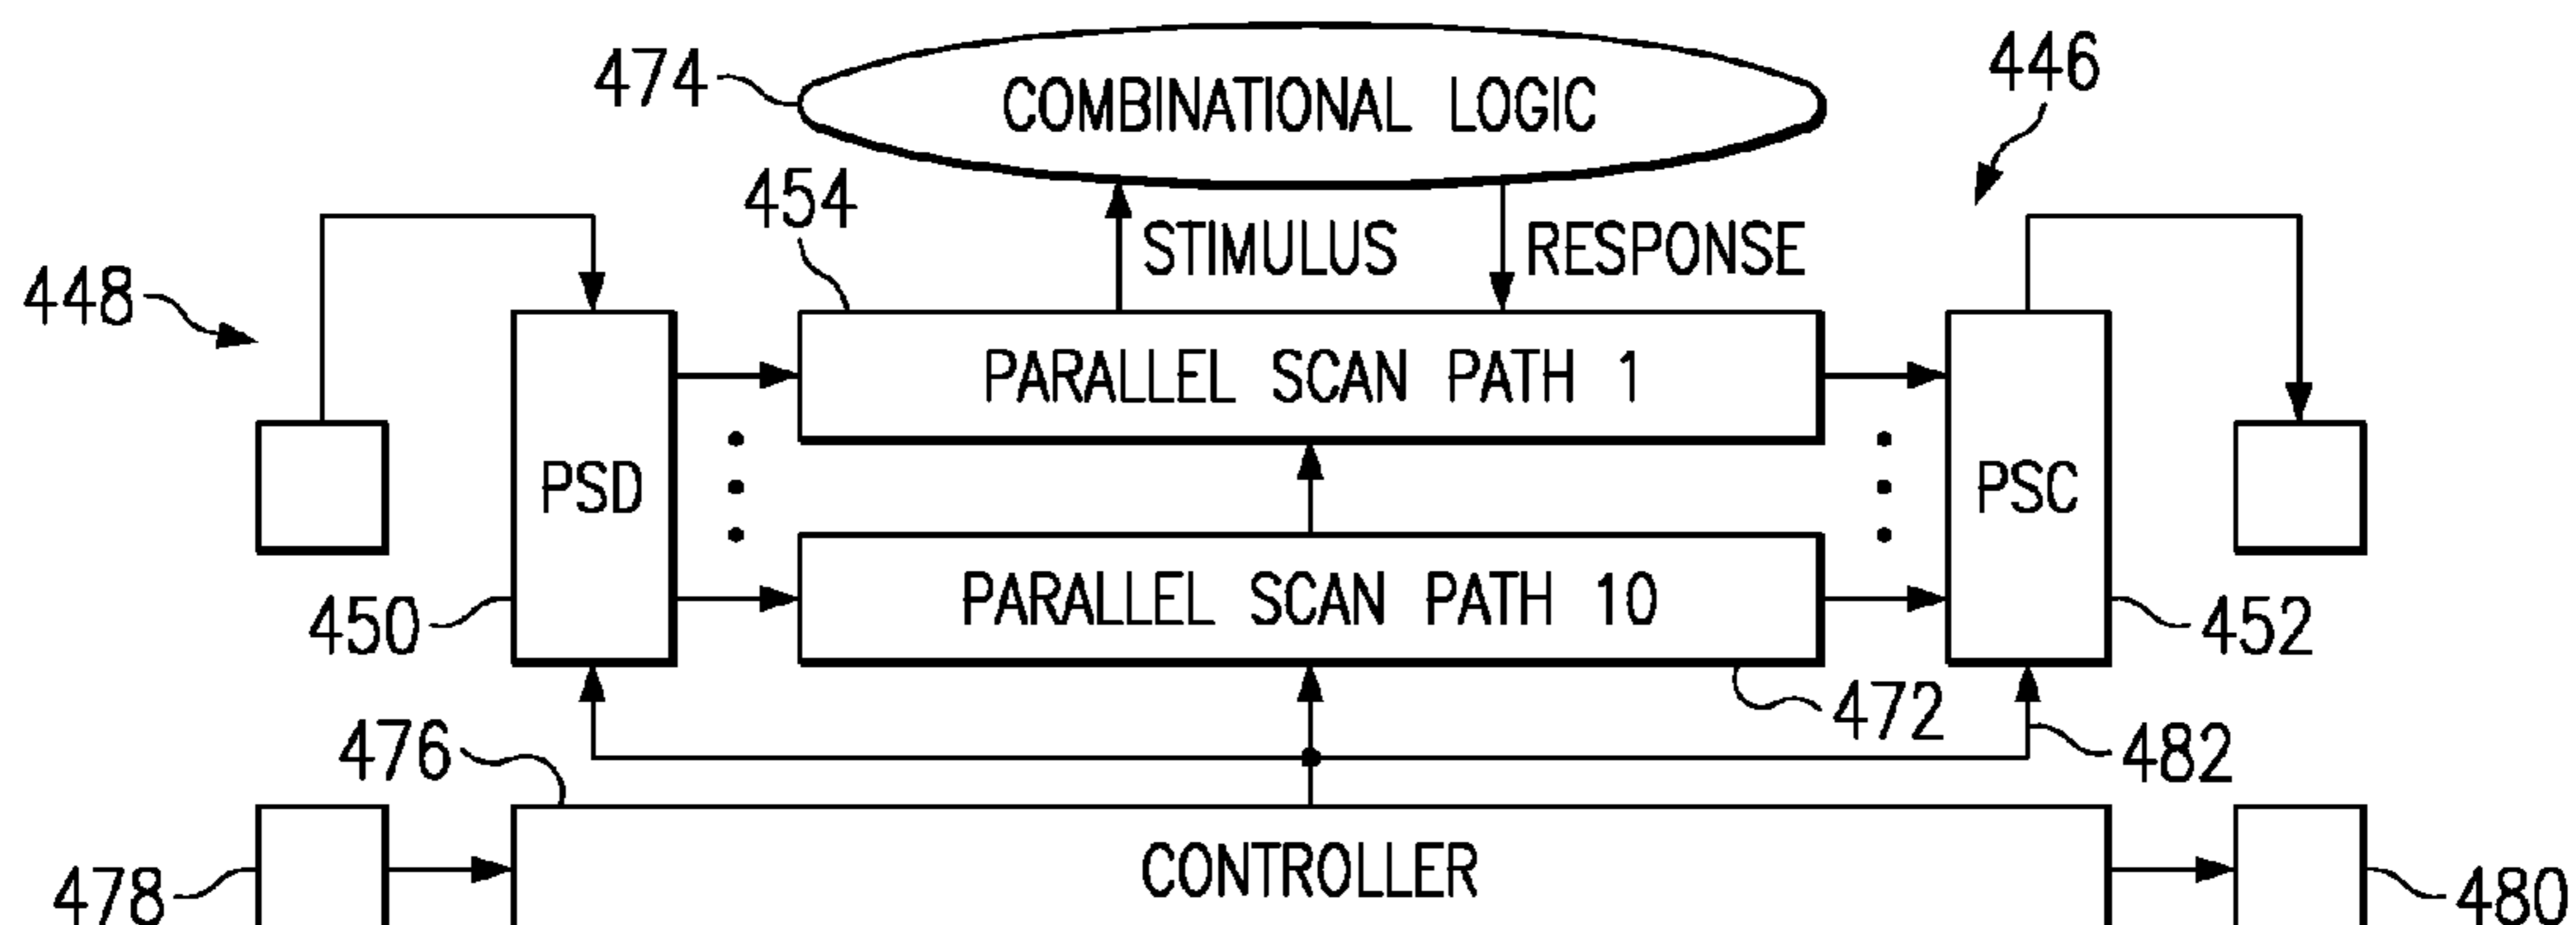 474
COMBINATIONAL LOGIC
446
454
448
STIMULUS
RESPONSE
PARALLEL SCAN PATH 1
PSD
PSC
PARALLEL SCAN PATH 10
450
452
472
476
482
478
CONTROLLER
480